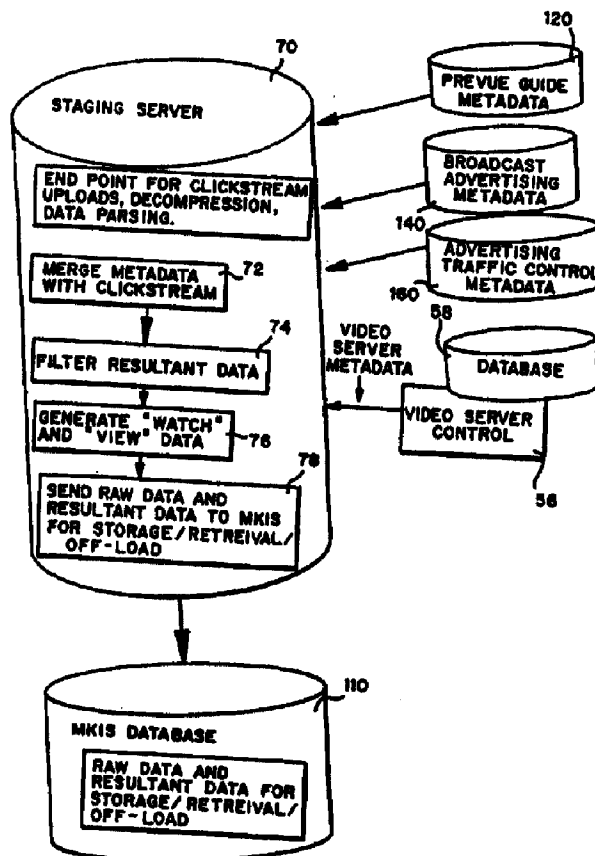 70
STAGING SERVER
END POINT FOR CLICKSTREAM
UPLOADS, DECOMPRESSION,
DATA PARSING.
72
MERGE METADATA
WITH CLICKSTREAM
74
FILTER RESULTANT DATA
GENERATE "WATCH"
AND "VIEW" DATA
76
78
SEND RAW DATA AND
RESULTANT DATA TO MKIS
FOR STORAGE/RETREIVAL/
OFF-LOAD
120
PREVUE GUIDE
METADATA
BROADCAST
ADVERTISING
METADATA
140
ADVERTISING
TRAFFIC CONTROL
METADATA
160
VIDEO
SERVER
METADATA
58
DATABASE
VIDEO SERVER
CONTROL
56
110
MKIS DATABASE
RAW DATA AND
RESULTANT DATA FOR
STORAGE/RETREIVAL/
OFF-LOAD